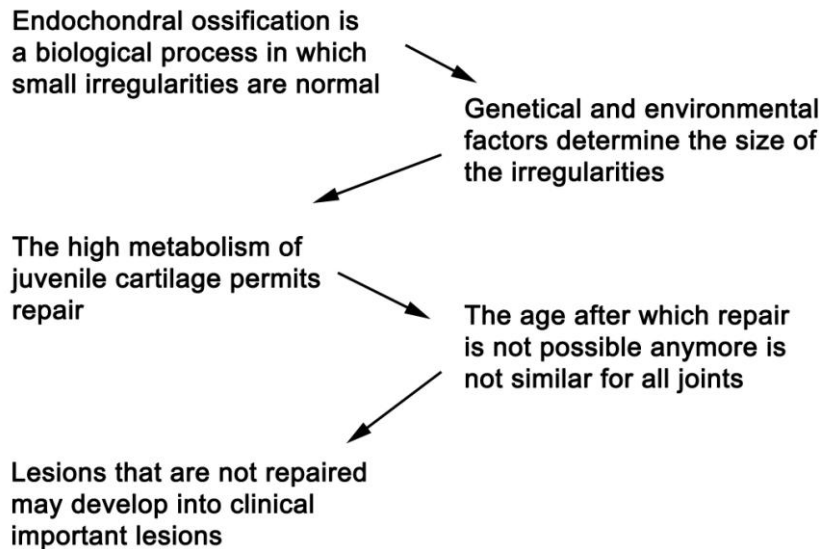 Endochondral ossification is
a biological process in which
small irregularities are normal
Genetical and environmental
factors determine the size of
the irregularities
The high metabolism of
juvenile cartilage permits
repair
The age after which repair
is not possible anymore is
not similar for all joints
Lesions that are not repaired
may develop into clinical
important lesions